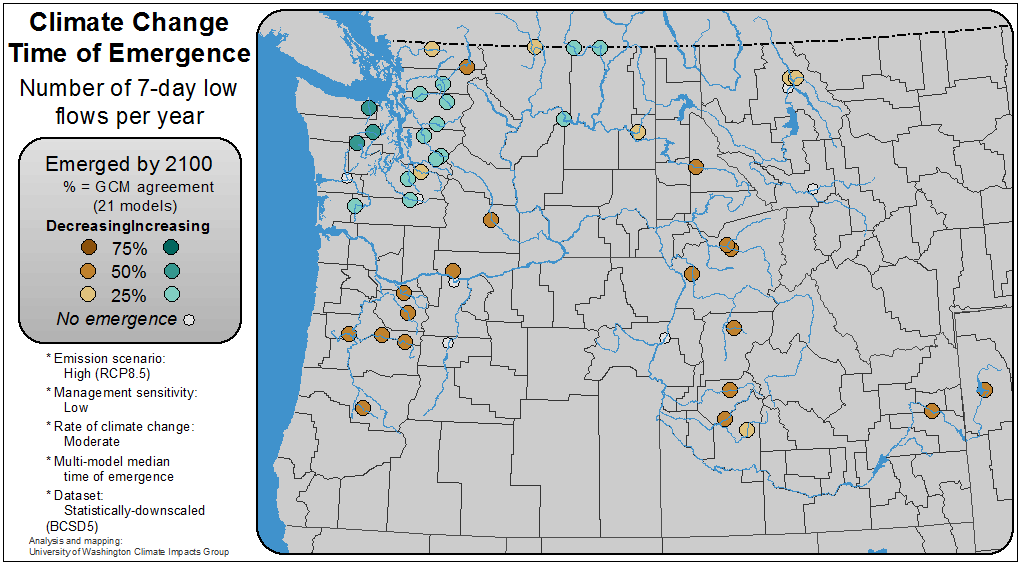 Climate Change
Time of Emergence
Number of 7-day low
flows per year
Emerged by 2100
% = GCM agreement
(21 models)
DecreasingIncreasing
75%
50%
25%
No emergence
* Emission scenario:
High (RCP8.5)
* Management sensitivity:
Low
* Rate of climate change:
Moderate
* Multi-model median
time of emergence
* Dataset:
Statistically-downscaled
(BCSD5)
Analysis and mapping:
University of Washington Climate Impacts Group